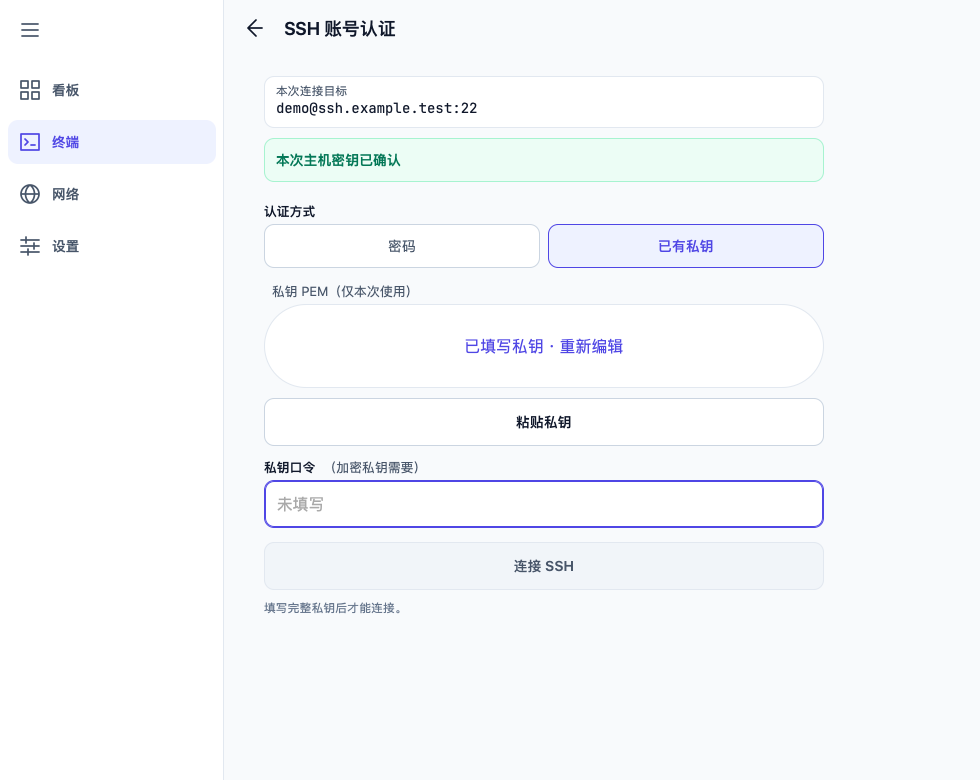 SSH 账号认证
看板
终端
网络
设置
本次连接目标
demo@ssh.example.test:22
本次主机密钥已确认
认证方式
密码
已有私钥
私钥 PEM（仅本次使用）
已填写私钥 · 重新编辑
粘贴私钥
私钥口令 （加密私钥需要）
未填写
连接 SSH
填写完整私钥后才能连接。